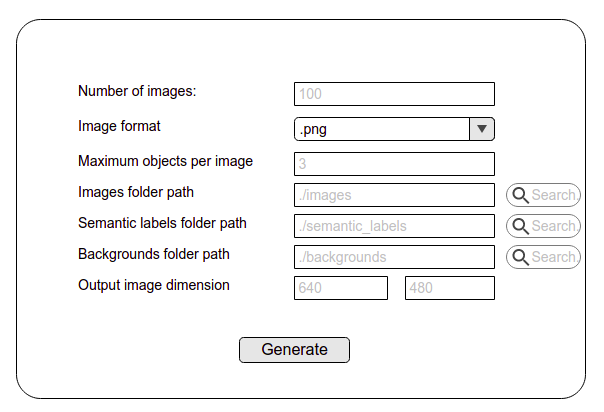 Number of images: 100
Image format .png
Maximum objects per image 3
Images folder path ./images Search.
Semantic labels folder path ./semantic_labels Search.
Backgrounds folder path ./backgrounds Search.
Output image dimension 640 480
Generate